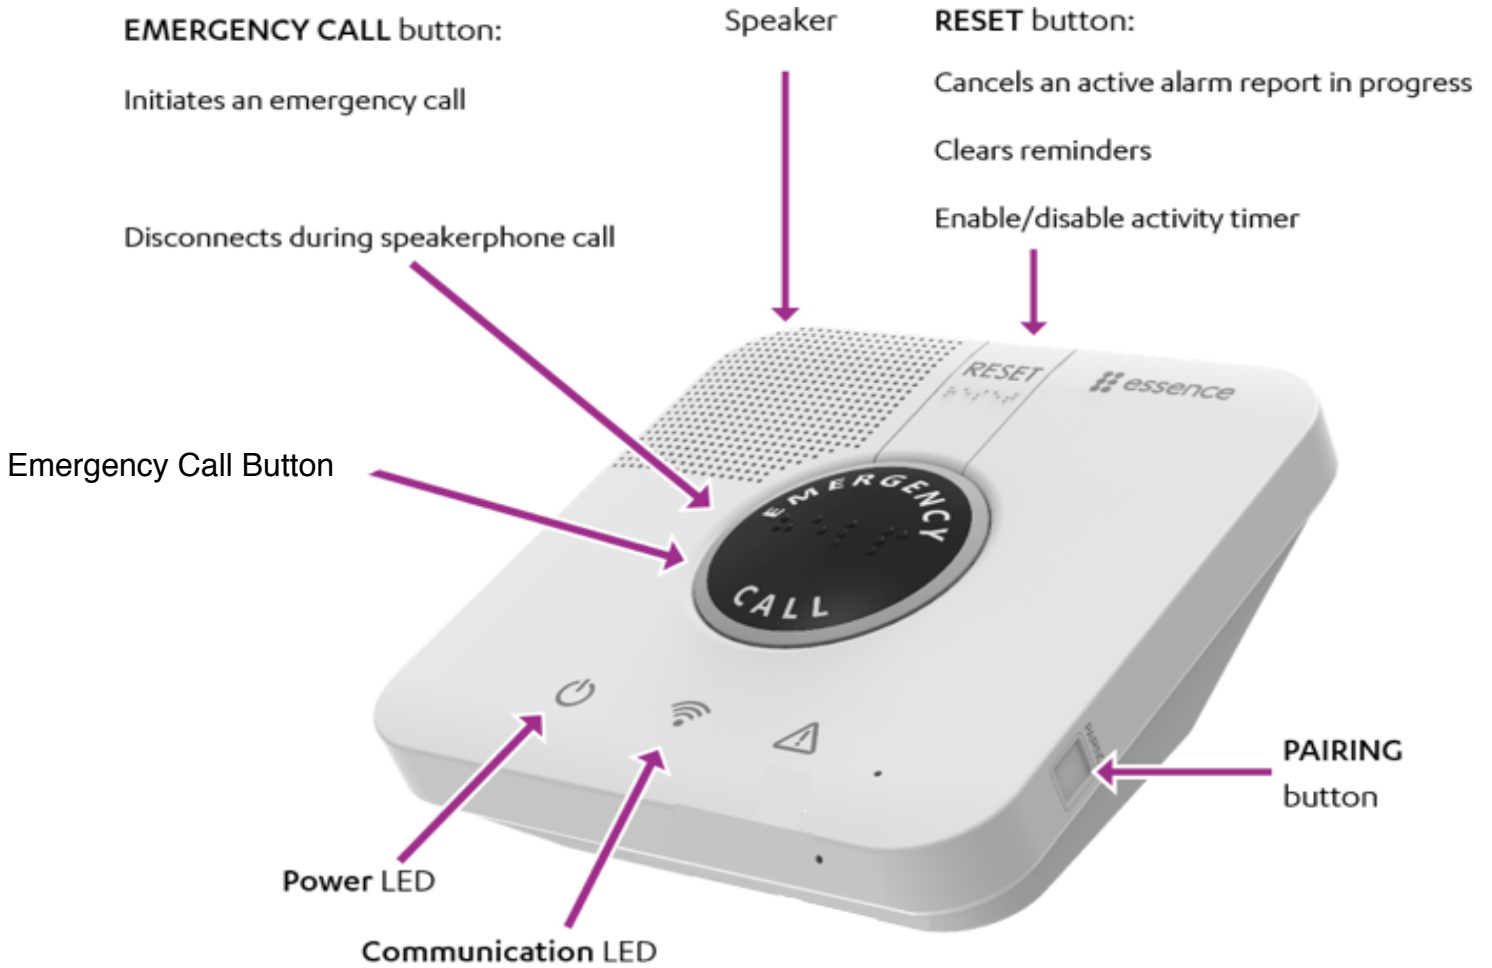 EMERGENCY CALL button:
Initiates an emergency call
Disconnects during speakerphone call
Speaker
RESET button:
Cancels an active alarm report in progress
Clears reminders
Enable/disable activity timer
Emergency Call Button
RESET
essence
EMERGENCY
CALL
PAIRING
PAIRING
button
Power LED
Communication LED